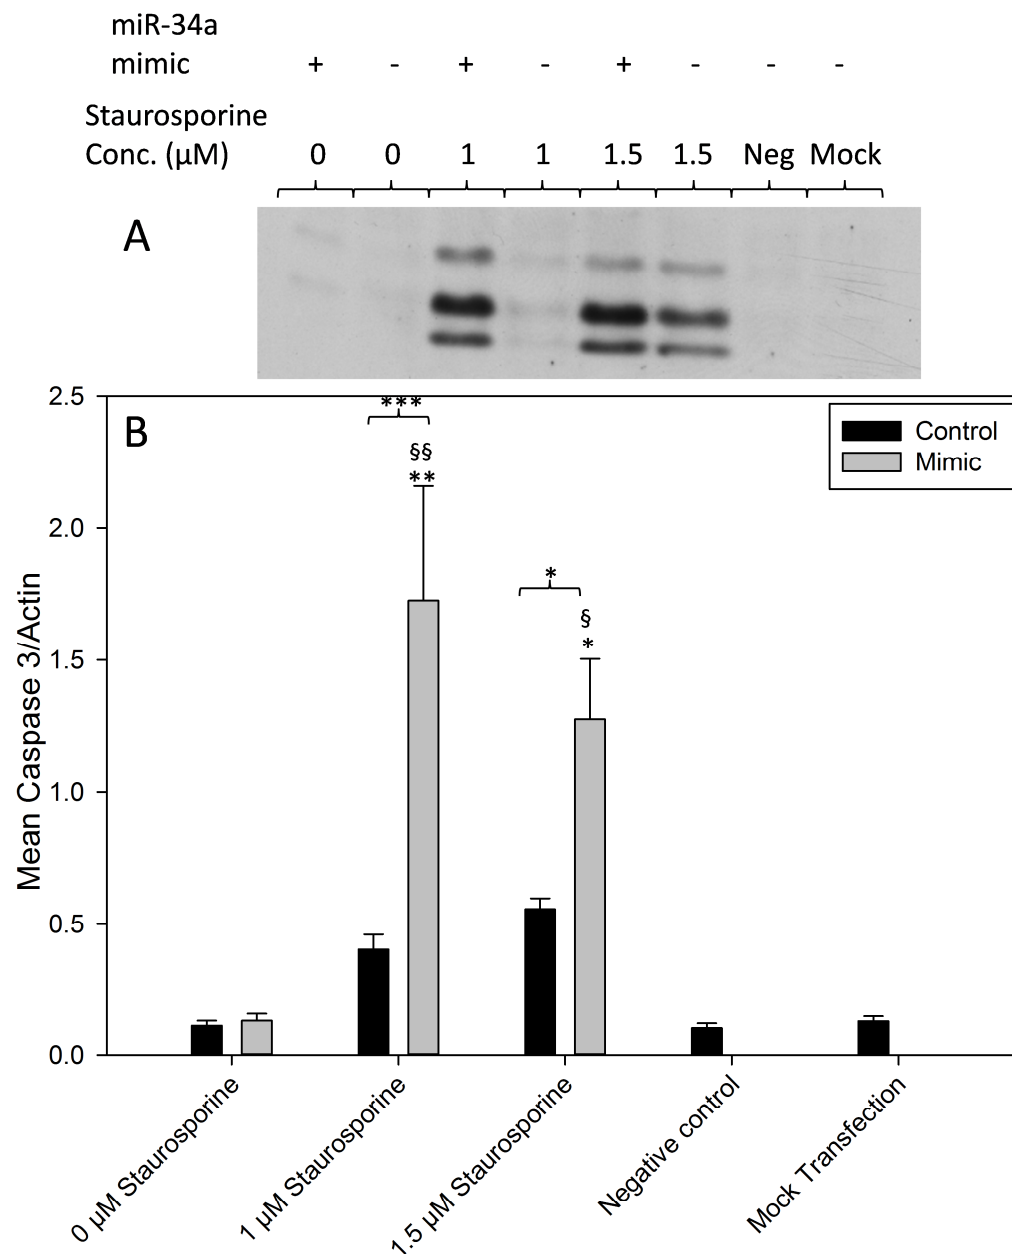 miR-34a
mimic + - + - + - - -
Staurosporine
Conc. (µM) 0 0 1 1 1.5 1.5 Neg Mock
A
B
2.5
2.0
1.5
1.0
0.5
0.0
Mean Caspase 3/Actin
***
§§
**
*
§
*
Control
Mimic
0 µM Staurosporine
1 µM Staurosporine
1.5 µM Staurosporine
Negative control
Mock Transfection